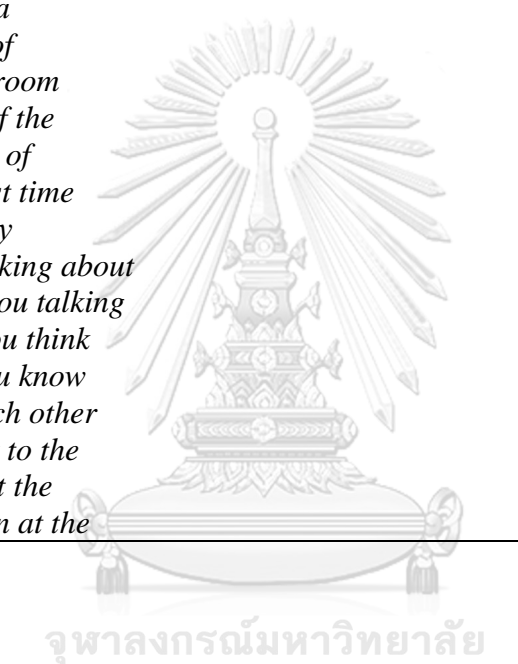 a
of
room
f the
of
t time
y
king about
ou talking
ou think
u know
ch other
to the
t the
n at the
จุฬาลงกรณ์มหาวิทยาลัย